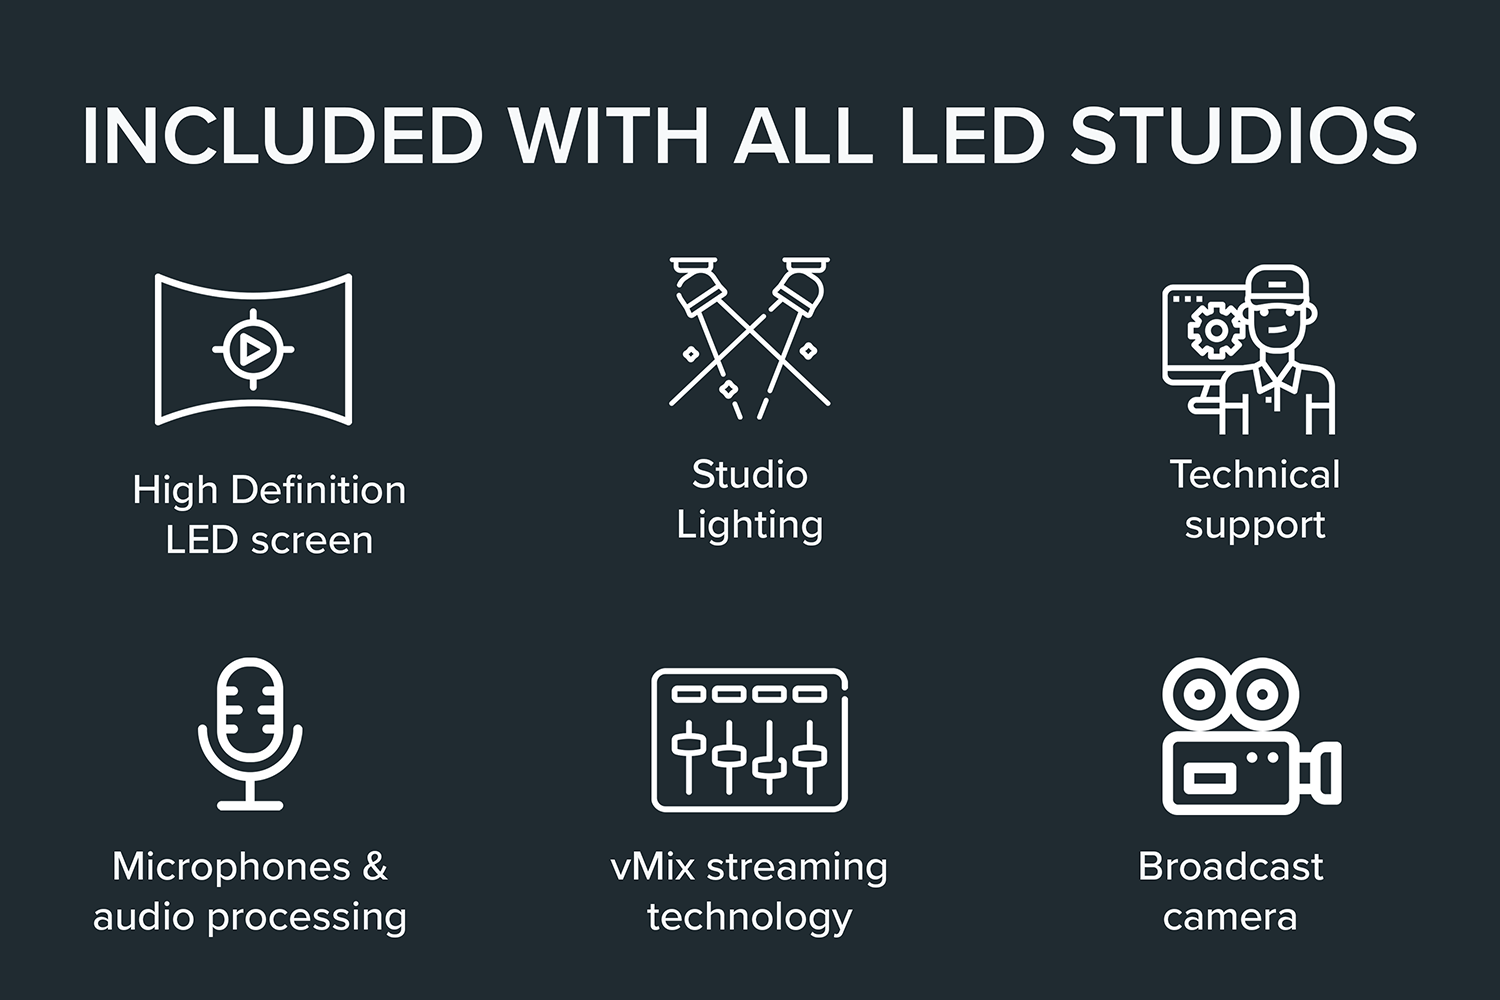 INCLUDED WITH ALL LED STUDIOS
High Definition
LED screen
Studio
Lighting
Technical
support
Microphones &
audio processing
vMix streaming
technology
Broadcast
camera